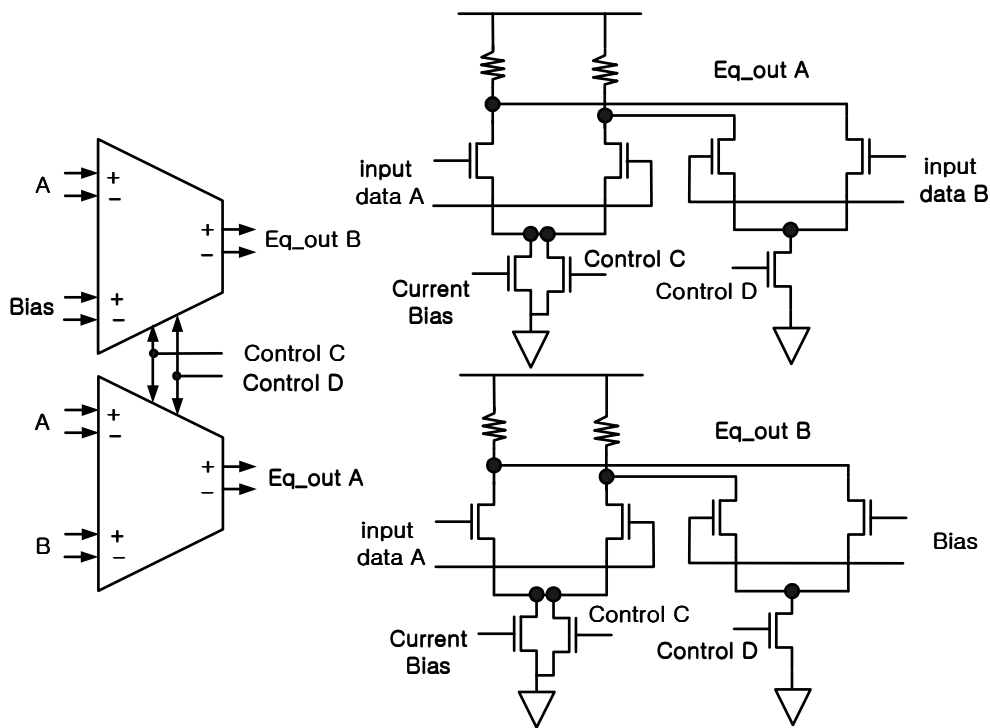 A
+
−
+
−
Eq_out B
Bias
+
−
Control C
Control D
A
+
−
+
−
Eq_out A
B
+
−
Eq_out A
input
data A
input
data B
Current
Bias
Control C
Control D
Eq_out B
input
data A
Bias
Current
Bias
Control C
Control D